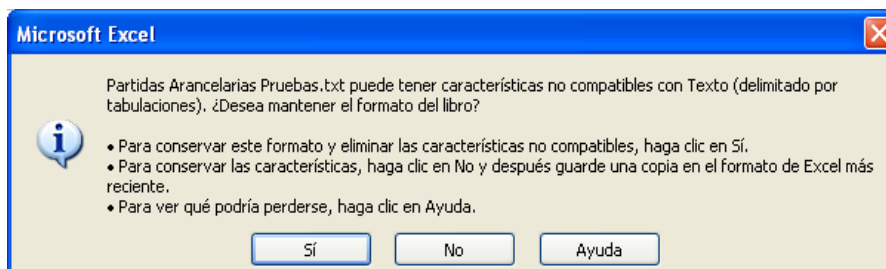 Microsoft Excel
Partidas Arancelarias Pruebas.txt puede tener características no compatibles con Texto (delimitado por
tabulaciones). ¿Desea mantener el formato del libro?
• Para conservar este formato y eliminar las características no compatibles, haga clic en Sí.
• Para conservar las características, haga clic en No y después guarde una copia en el formato de Excel más
reciente.
• Para ver qué podría perderse, haga clic en Ayuda.
Sí No Ayuda